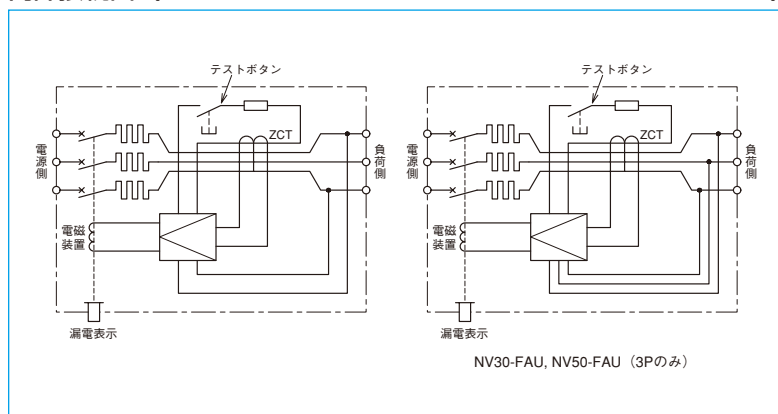 テストボタン
ZCT
電源側
負荷側
電磁
装置
漏電表示
テストボタン
ZCT
電源側
負荷側
電磁
装置
漏電表示
NV30-FAU, NV50-FAU（3Pのみ）